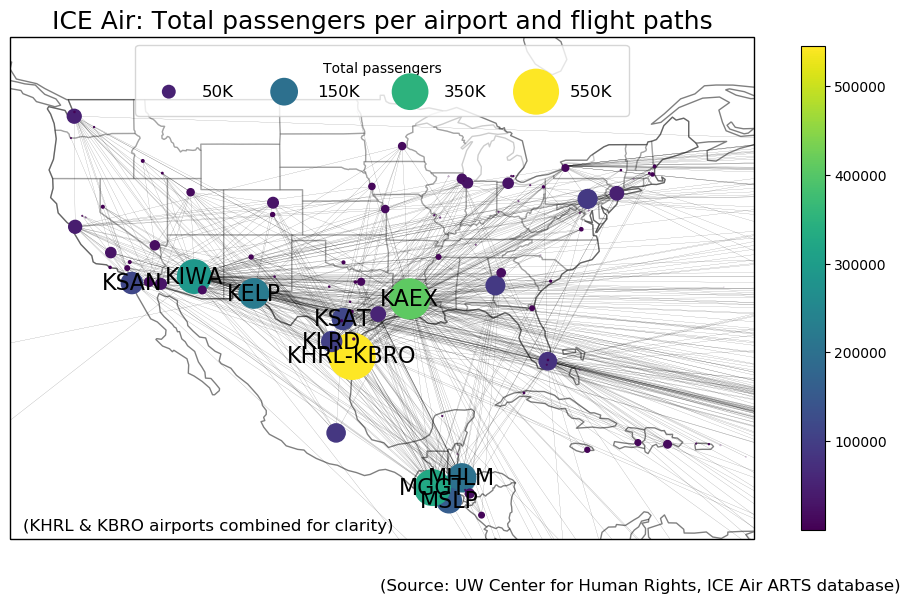 ICE Air: Total passengers per airport and flight paths
Total passengers
50K 150K 350K 550K
500000
400000
300000
200000
100000
KSAN
KIWA
KELP
KAEX
KSAT
KLRD
KHRL-KBRO
MHLM
MGGT
MSLP
(KHRL & KBRO airports combined for clarity)
(Source: UW Center for Human Rights, ICE Air ARTS database)